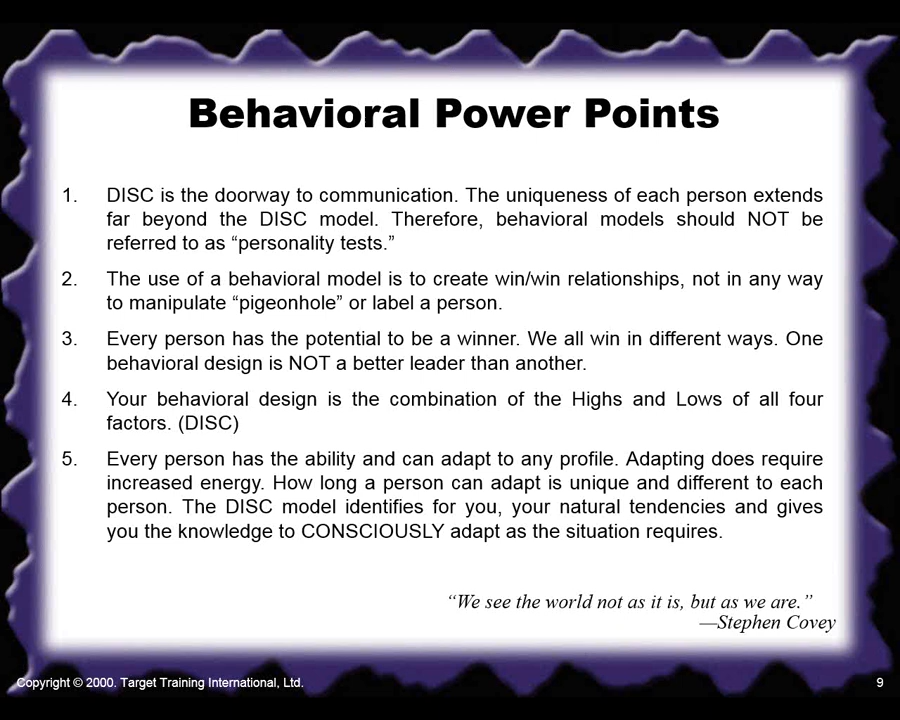 Behavioral Power Points
1. DISC is the doorway to communication. The uniqueness of each person extends
far beyond the DISC model. Therefore, behavioral models should NOT be
referred to as “personality tests.”
2. The use of a behavioral model is to create win/win relationships, not in any way
to manipulate “pigeonhole” or label a person.
3. Every person has the potential to be a winner. We all win in different ways. One
behavioral design is NOT a better leader than another.
4. Your behavioral design is the combination of the Highs and Lows of all four
factors. (DISC)
5. Every person has the ability and can adapt to any profile. Adapting does require
increased energy. How long a person can adapt is unique and different to each
person. The DISC model identifies for you, your natural tendencies and gives
you the knowledge to CONSCIOUSLY adapt as the situation requires.
“We see the world not as it is, but as we are.”
—Stephen Covey
Copyright © 2000. Target Training International, Ltd.
9